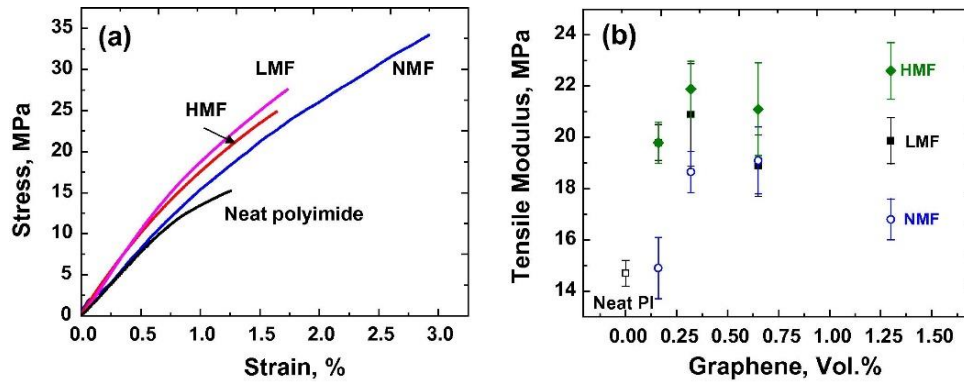 (a)
35
30
25
20
15
10
5
0
Stress, MPa
LMF
NMF
HMF
Neat polyimide
0.0
0.5
1.0
1.5
2.0
2.5
3.0
Strain, %
(b)
24
22
20
18
16
14
Tensile Modulus, MPa
HMF
LMF
NMF
Neat PI
0.00
0.25
0.50
0.75
1.00
1.25
1.50
Graphene, Vol.%